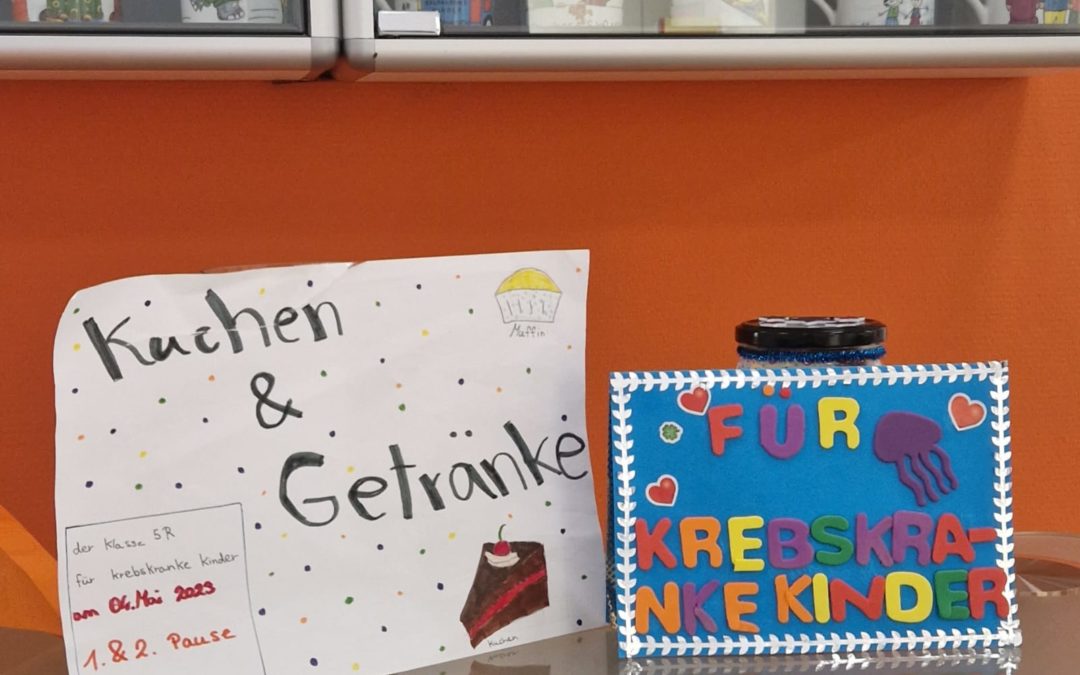 Kuchen
&
Getränke
Muffin
der Klasse 5R
für krebskranke kinder
am 04. Mai 2023
1. & 2. Pause
Kuchen
FÜR
KREBSKRA-
NKE KINDER